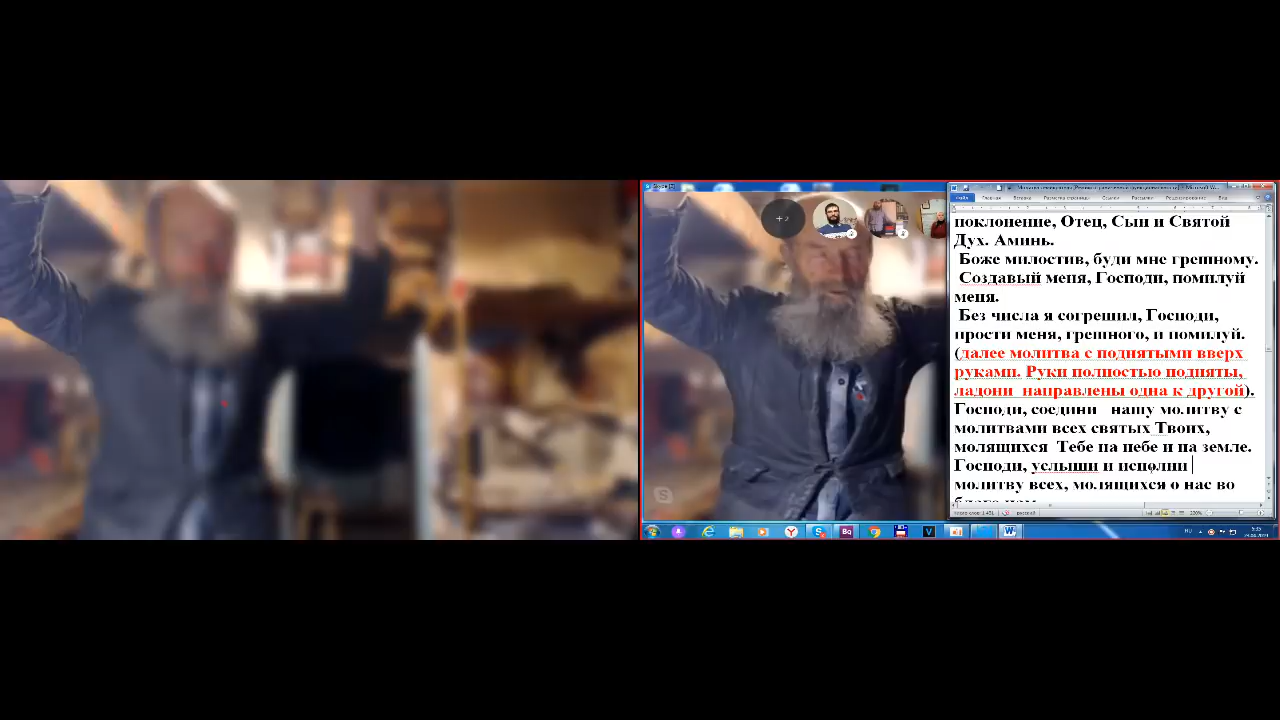 +2
поклонение, Отец, Сын и Святой
Дух. Аминь.
Боже милостив, буди мне грешному.
Создавый меня, Господи, помилуй
меня.
Без числа я согрешил, Господи,
прости меня, грешного, и помилуй.
(далее молитва с поднятыми вверх
руками. Руки полностью подняты,
ладони направлены одна к другой).
Господи, соедини нашу молитву с
молитвами всех святых Твоих,
молящихся Тебе на небе и на земле.
Господи, услыши и исполни
молитву всех, молящихся о нас во